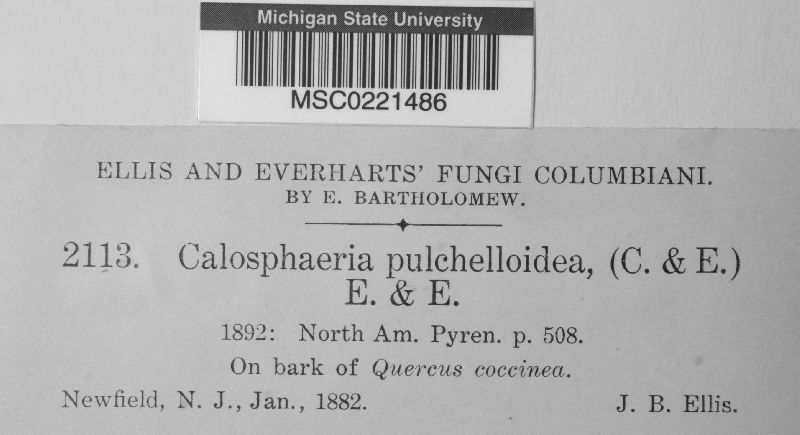 Michigan State University
MSC0221486
ELLIS AND EVERHARTS' FUNGI COLUMBIANI.
BY E. BARTHOLOMEW.
2113. Calosphaeria pulchelloidea, (C. & E.)
E. & E.
1892: North Am. Pyren. p. 508.
On bark of Quercus coccinea.
Newfield, N. J., Jan., 1882. J. B. Ellis.